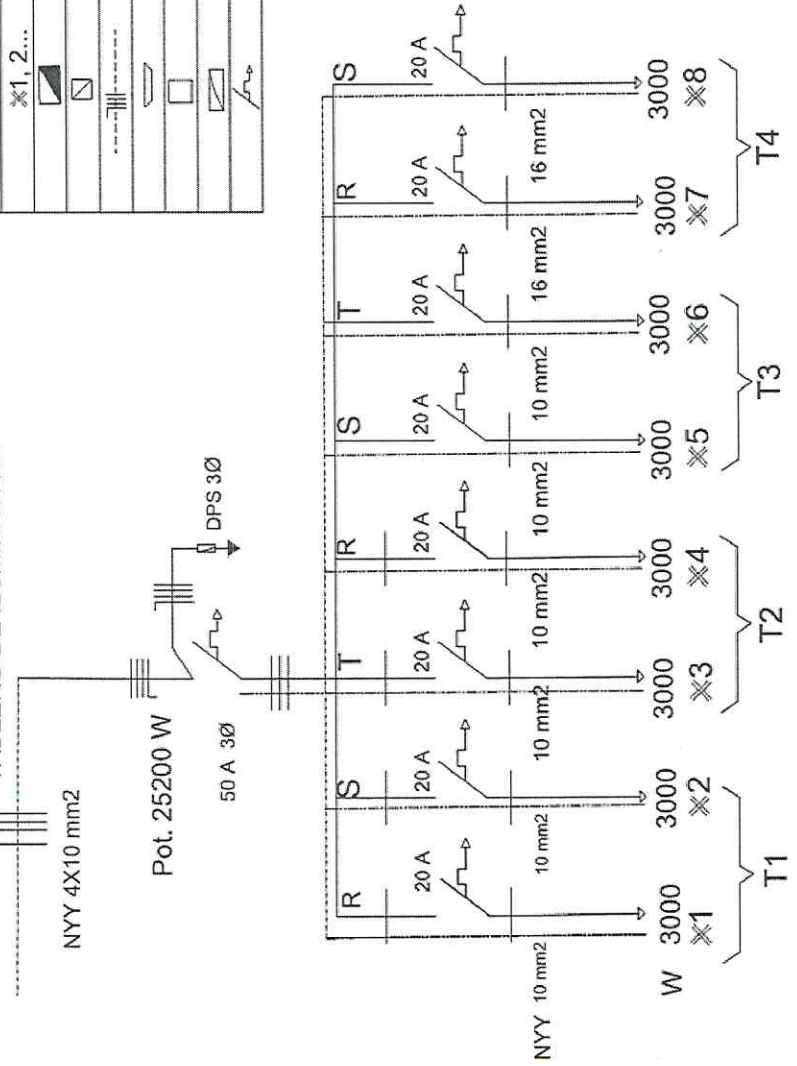 ※1, 2...
NYY 4X10 mm2
Pot. 25200 W
DPS 3Ø
50 A 3Ø
R S T R S T R S
20 A 20 A 20 A 20 A 20 A 20 A 20 A 20 A
NYY 10 mm2 10 mm2 10 mm2 10 mm2 10 mm2 10 mm2 16 mm2 16 mm2
W 3000 3000 3000 3000 3000 3000 3000 3000
※1 ※2 ※3 ※4 ※5 ※6 ※7 ※8
T1 T2 T3 T4